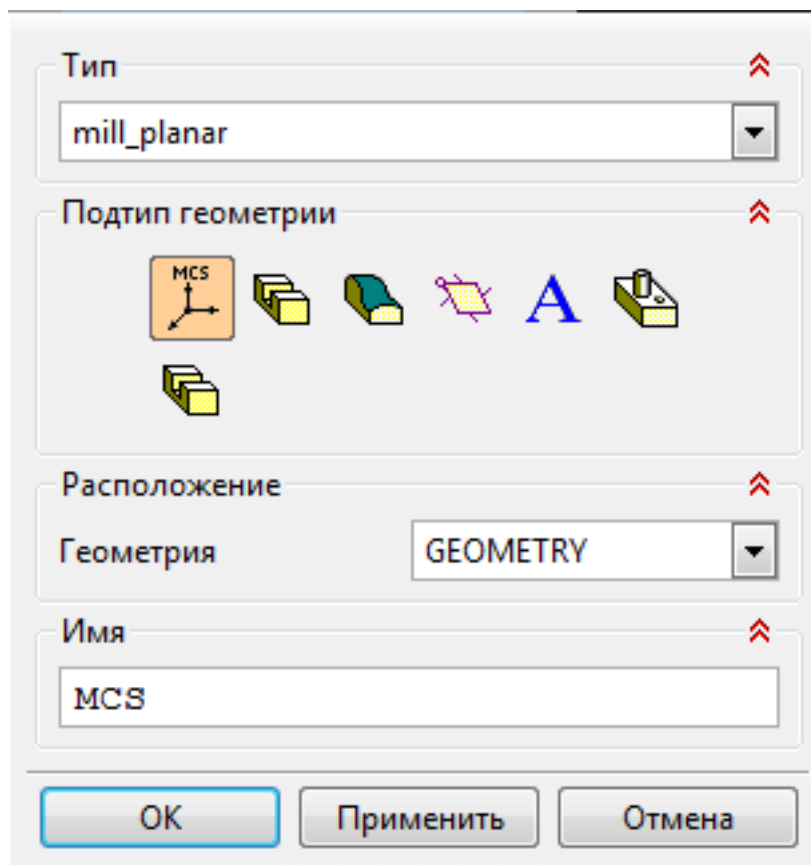 Тип
mill_planar
Подтип геометрии
MCS
A
Расположение
Геометрия GEOMETRY
Имя
MCS
OK Применить Отмена